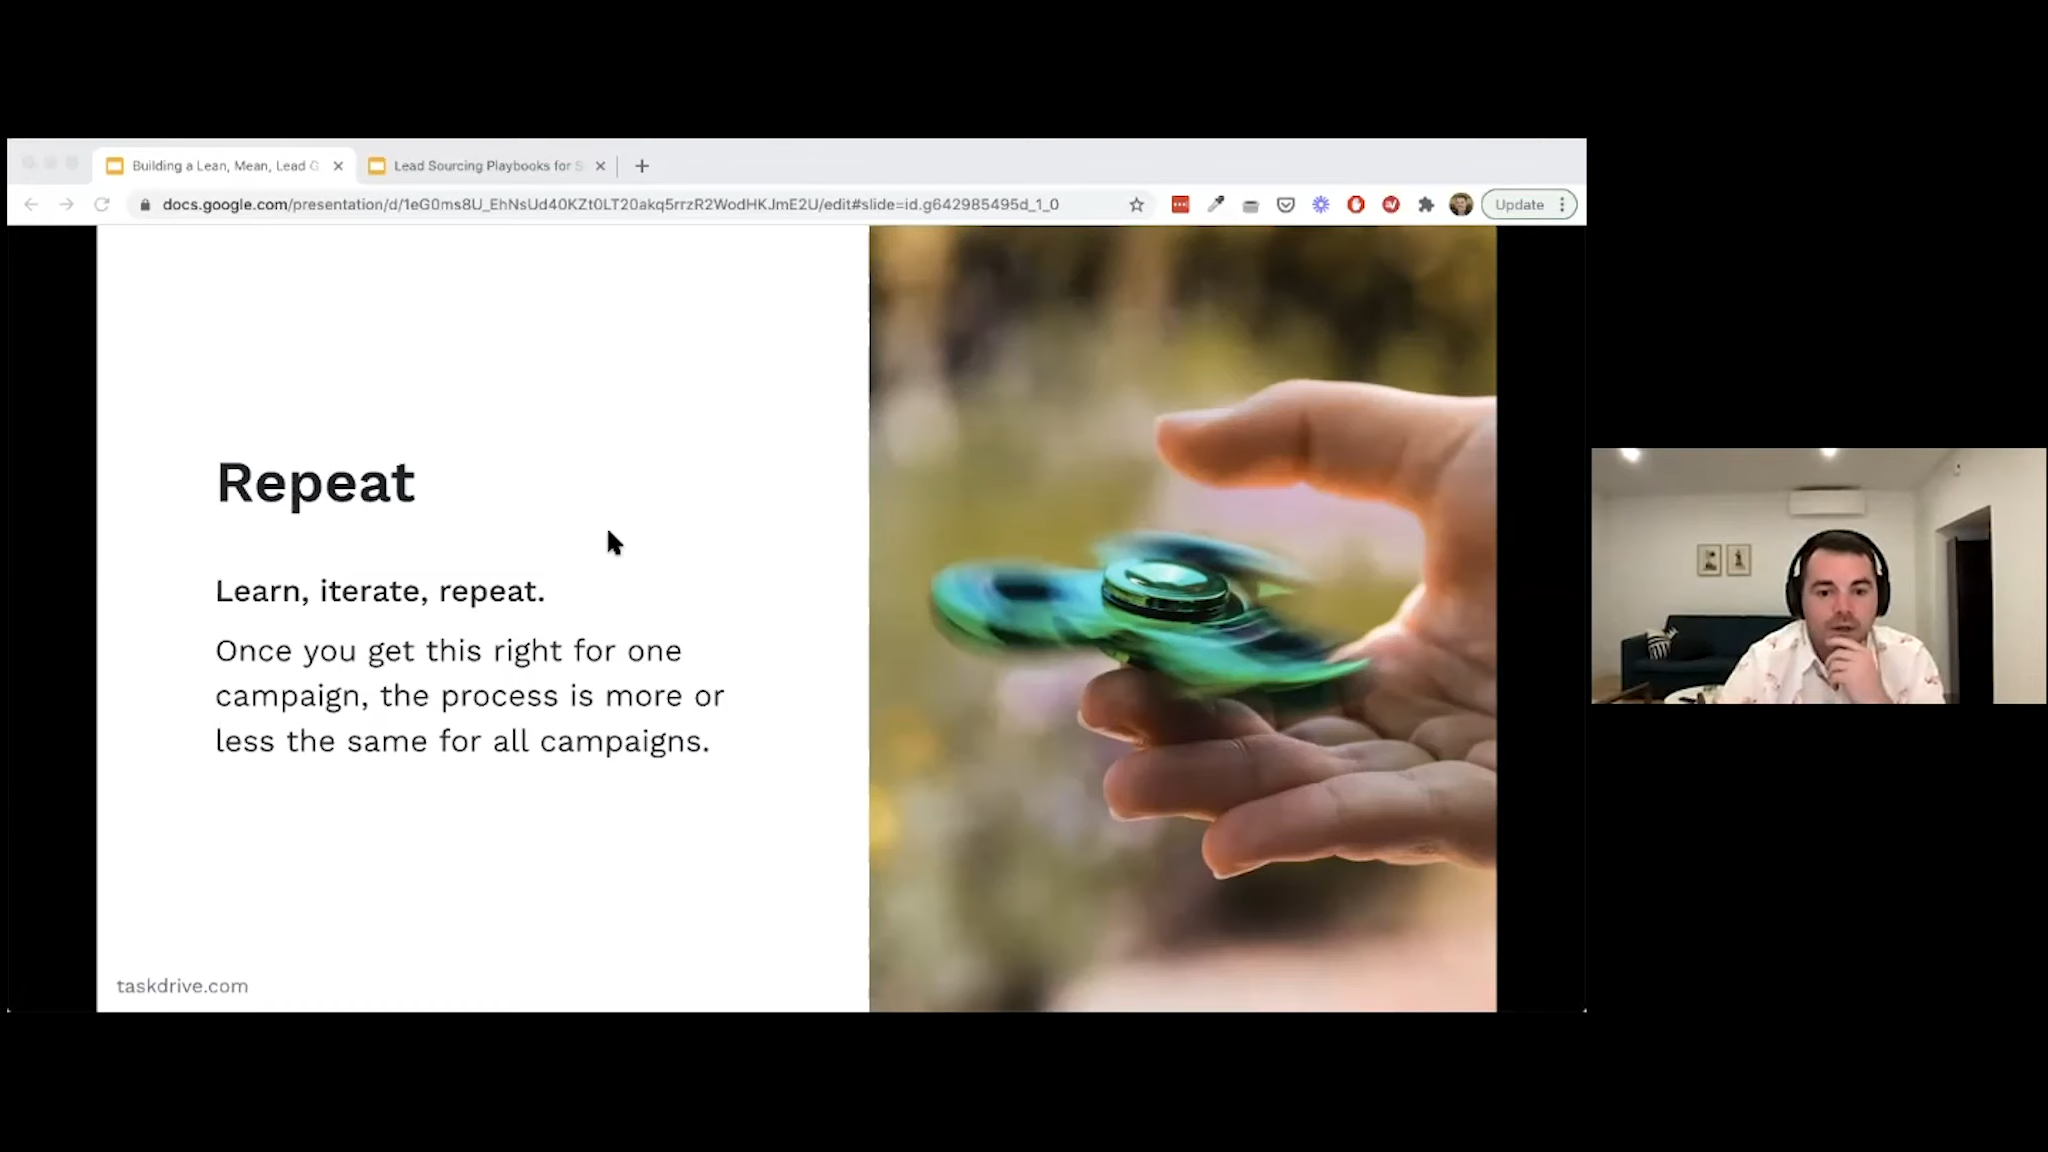 Building a Lean, Mean, Lead G
Lead Sourcing Playbooks for S
docs.google.com/presentation/d/1eG0ms8U_EhNsUd40KZt0LT20akq5rrzR2WodHKJmE2U/edit#slide=id.g642985495d_1_0
Update
Repeat
Learn, iterate, repeat.
Once you get this right for one
campaign, the process is more or
less the same for all campaigns.
taskdrive.com